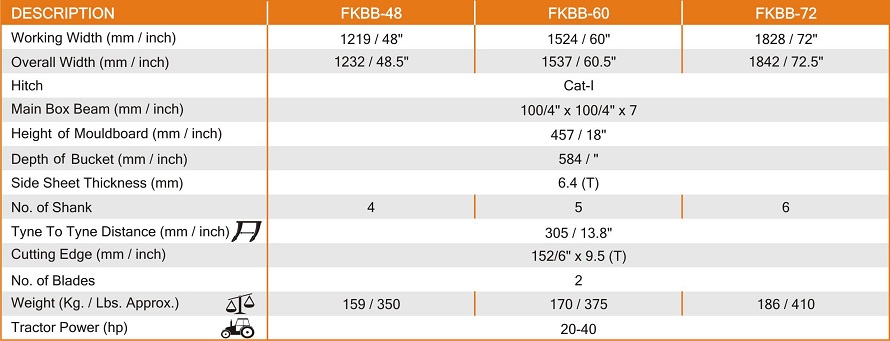 DESCRIPTION FKBB-48 FKBB-60 FKBB-72
Working Width (mm / inch) 1219 / 48" 1524 / 60" 1828 / 72"
Overall Width (mm / inch) 1232 / 48.5" 1537 / 60.5" 1842 / 72.5"
Hitch Cat-I
Main Box Beam (mm / inch) 100/4" x 100/4" x 7
Height of Mouldboard (mm / inch) 457 / 18"
Depth of Bucket (mm / inch) 584 / "
Side Sheet Thickness (mm) 6.4 (T)
No. of Shank 4 5 6
Tyne To Tyne Distance (mm / inch) 305 / 13.8"
Cutting Edge (mm / inch) 152/6" x 9.5 (T)
No. of Blades 2
Weight (Kg. / Lbs. Approx.) 159 / 350 170 / 375 186 / 410
Tractor Power (hp) 20-40